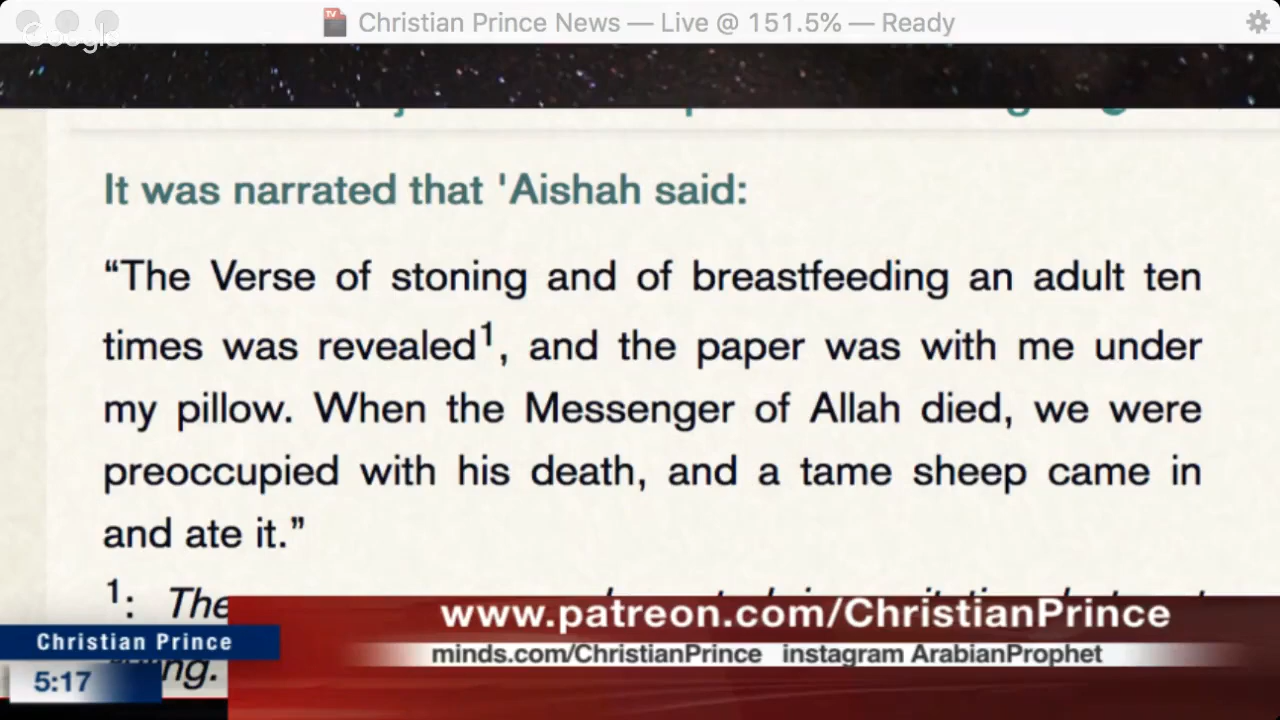 Christian Prince News — Live @ 151.5% — Ready
Google
It was narrated that 'Aishah said:
“The Verse of stoning and of breastfeeding an adult ten
times was revealed¹, and the paper was with me under
my pillow. When the Messenger of Allah died, we were
preoccupied with his death, and a tame sheep came in
and ate it.”
1: The
www.patreon.com/ChristianPrince
Christian Prince
minds.com/ChristianPrince instagram ArabianProphet
5:17